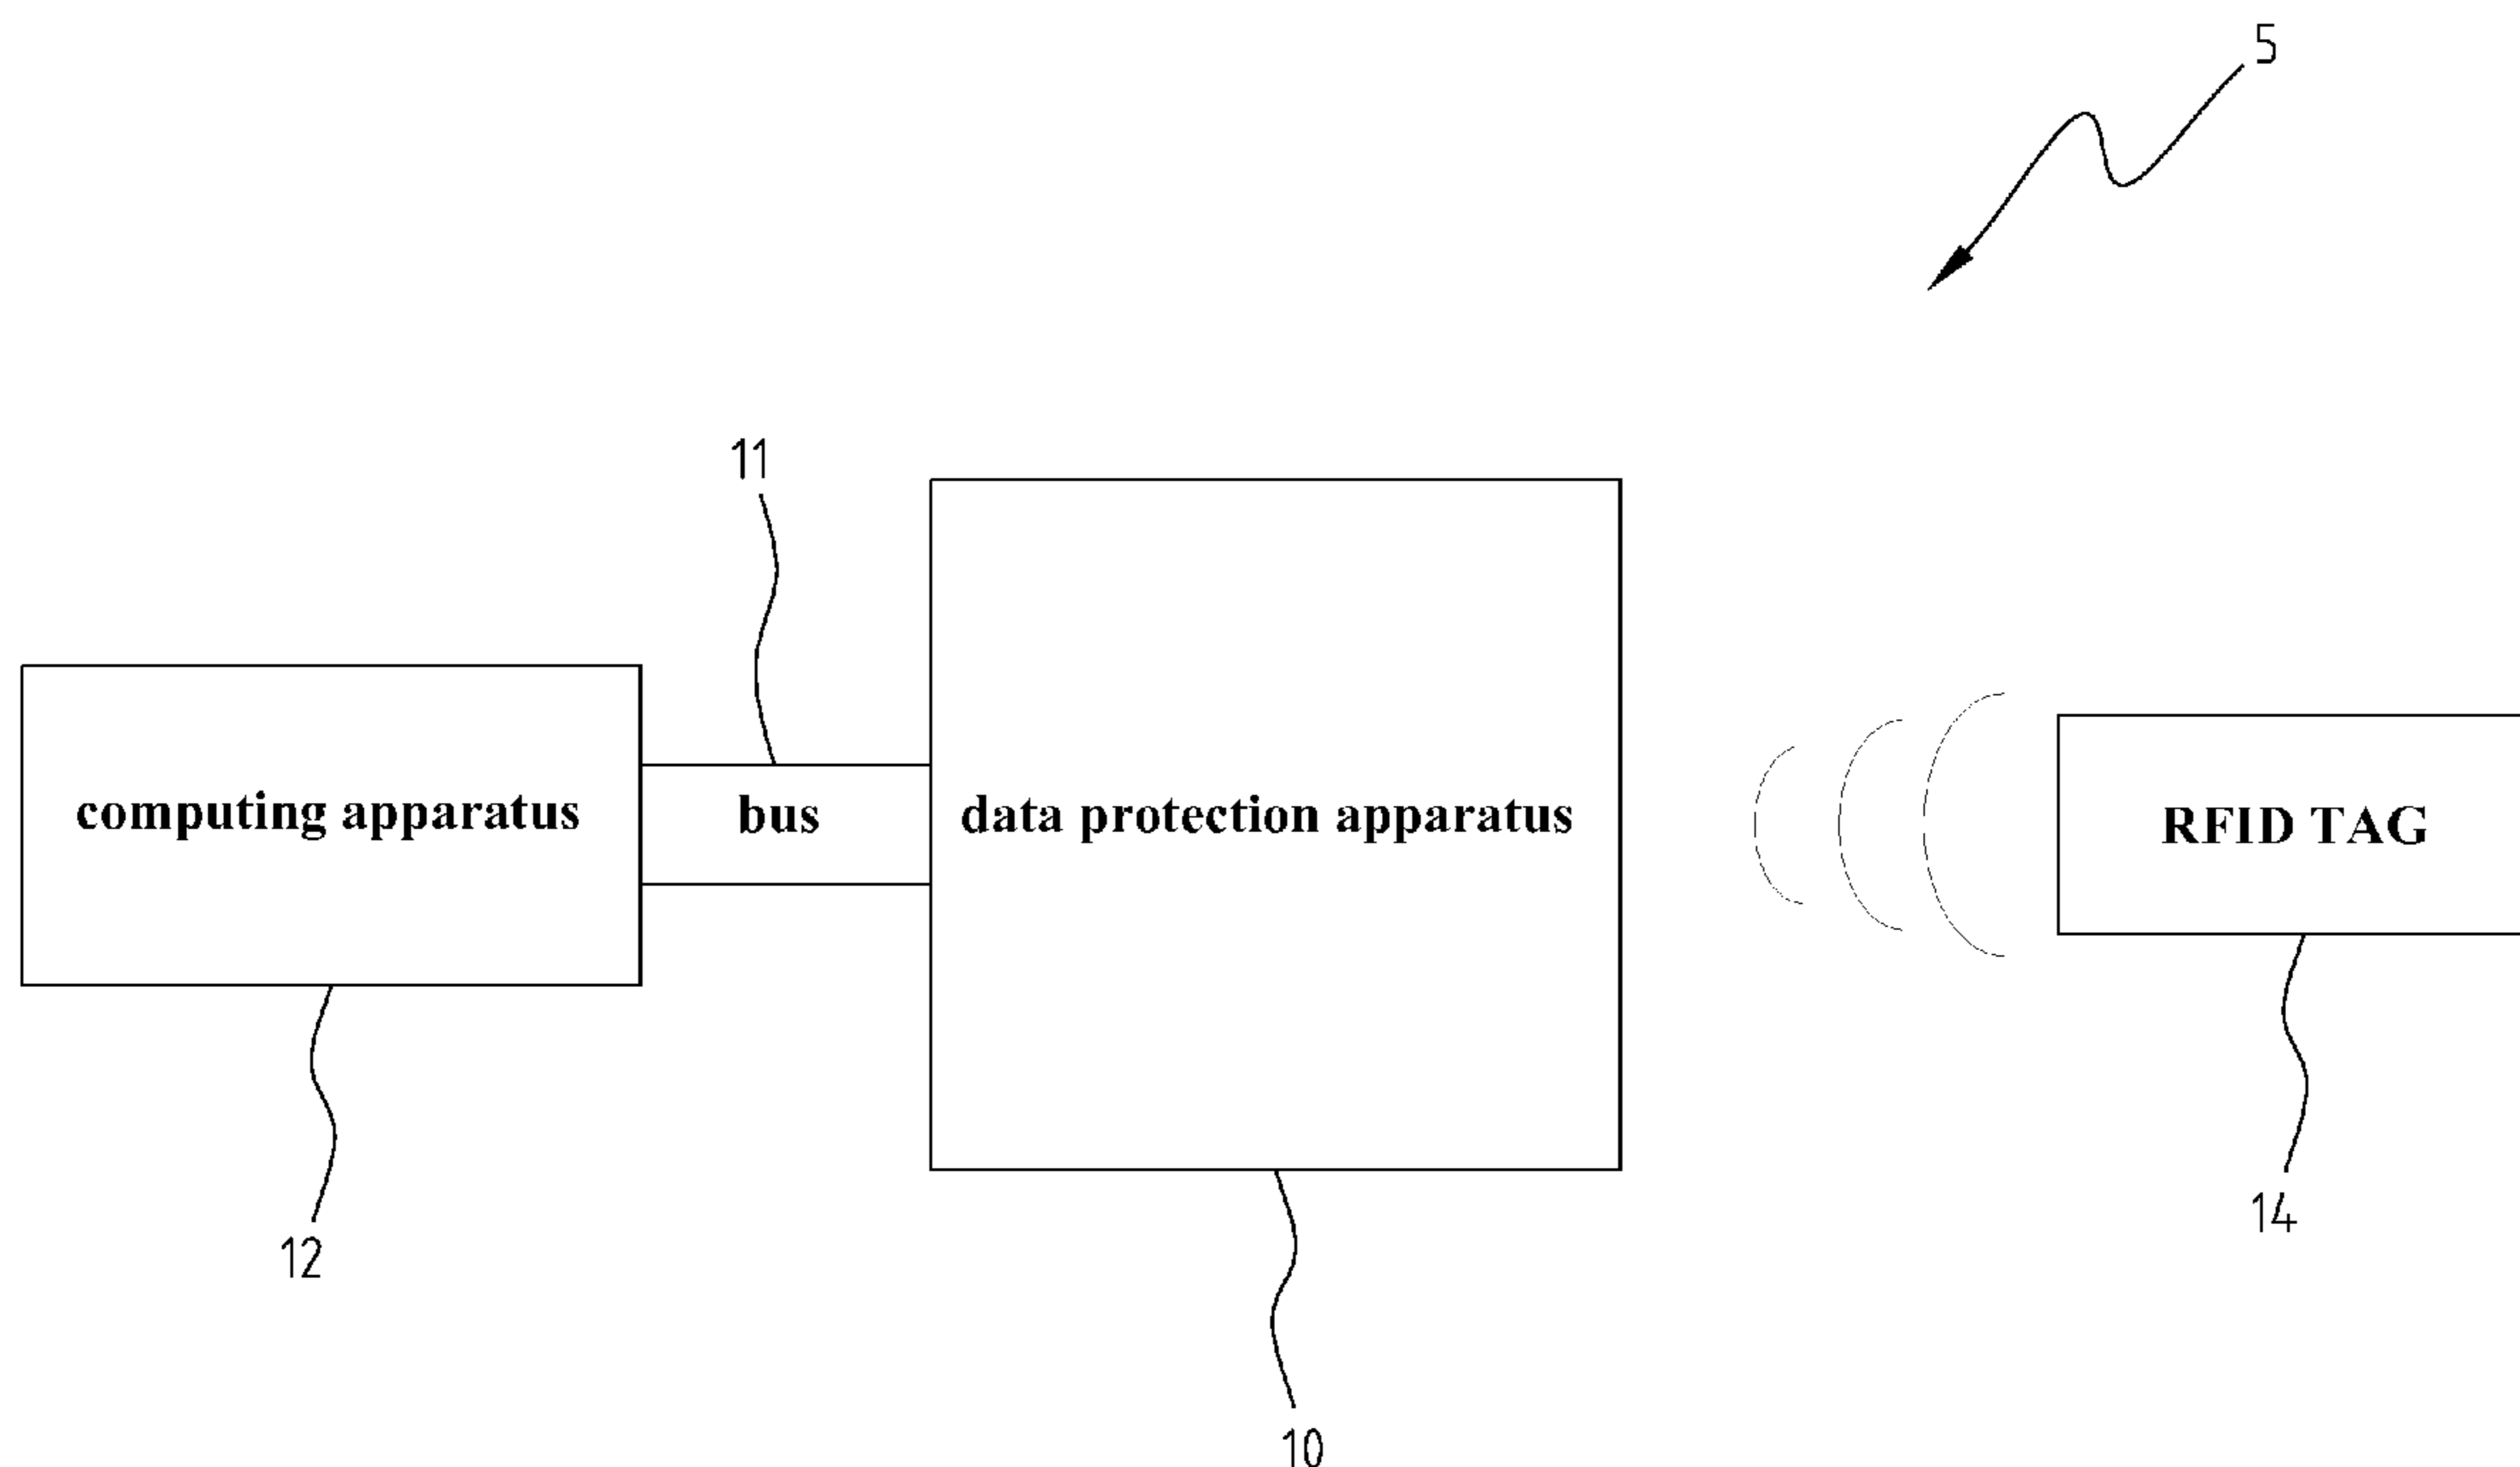 5
11
computing apparatus
bus
data protection apparatus
RFID TAG
12
14
10